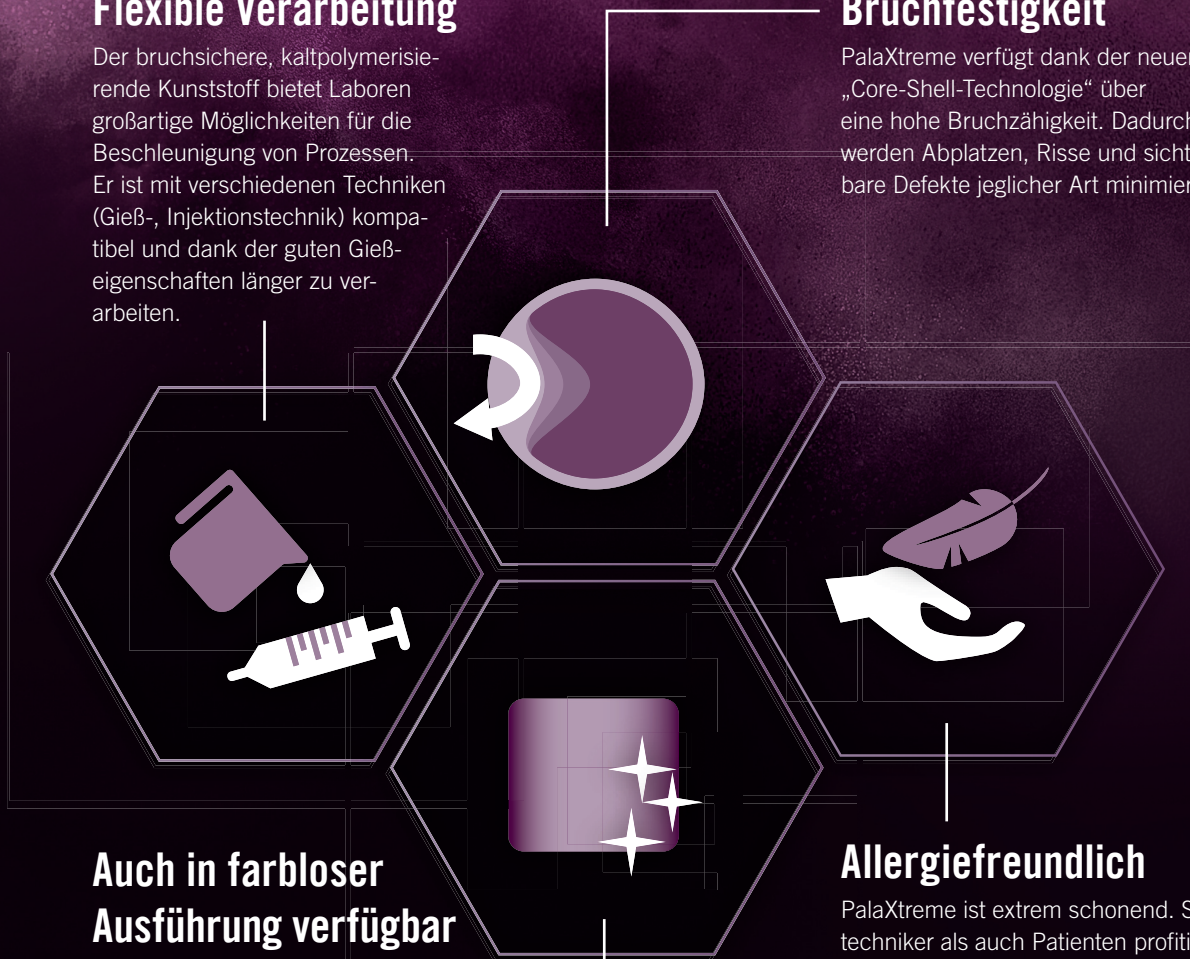 Flexible Verarbeitung
Der bruchsichere, kaltpolymerisie-
rende Kunststoff bietet Laboren
großartige Möglichkeiten für die
Beschleunigung von Prozessen.
Er ist mit verschiedenen Techniken
(Gieß-, Injektionstechnik) kompa-
tibel und dank der guten Gieß-
eigenschaften länger zu ver-
arbeiten.
Bruchfestigkeit
PalaXtreme verfügt dank der neuen
„Core-Shell-Technologie“ über
eine hohe Bruchzähigkeit. Dadurch
werden Abplatzen, Risse und sicht
bare Defekte jeglicher Art minimier
Auch in farbloser
Ausführung verfügbar
Allergiefreundlich
PalaXtreme ist extrem schonend. S
techniker als auch Patienten profiti